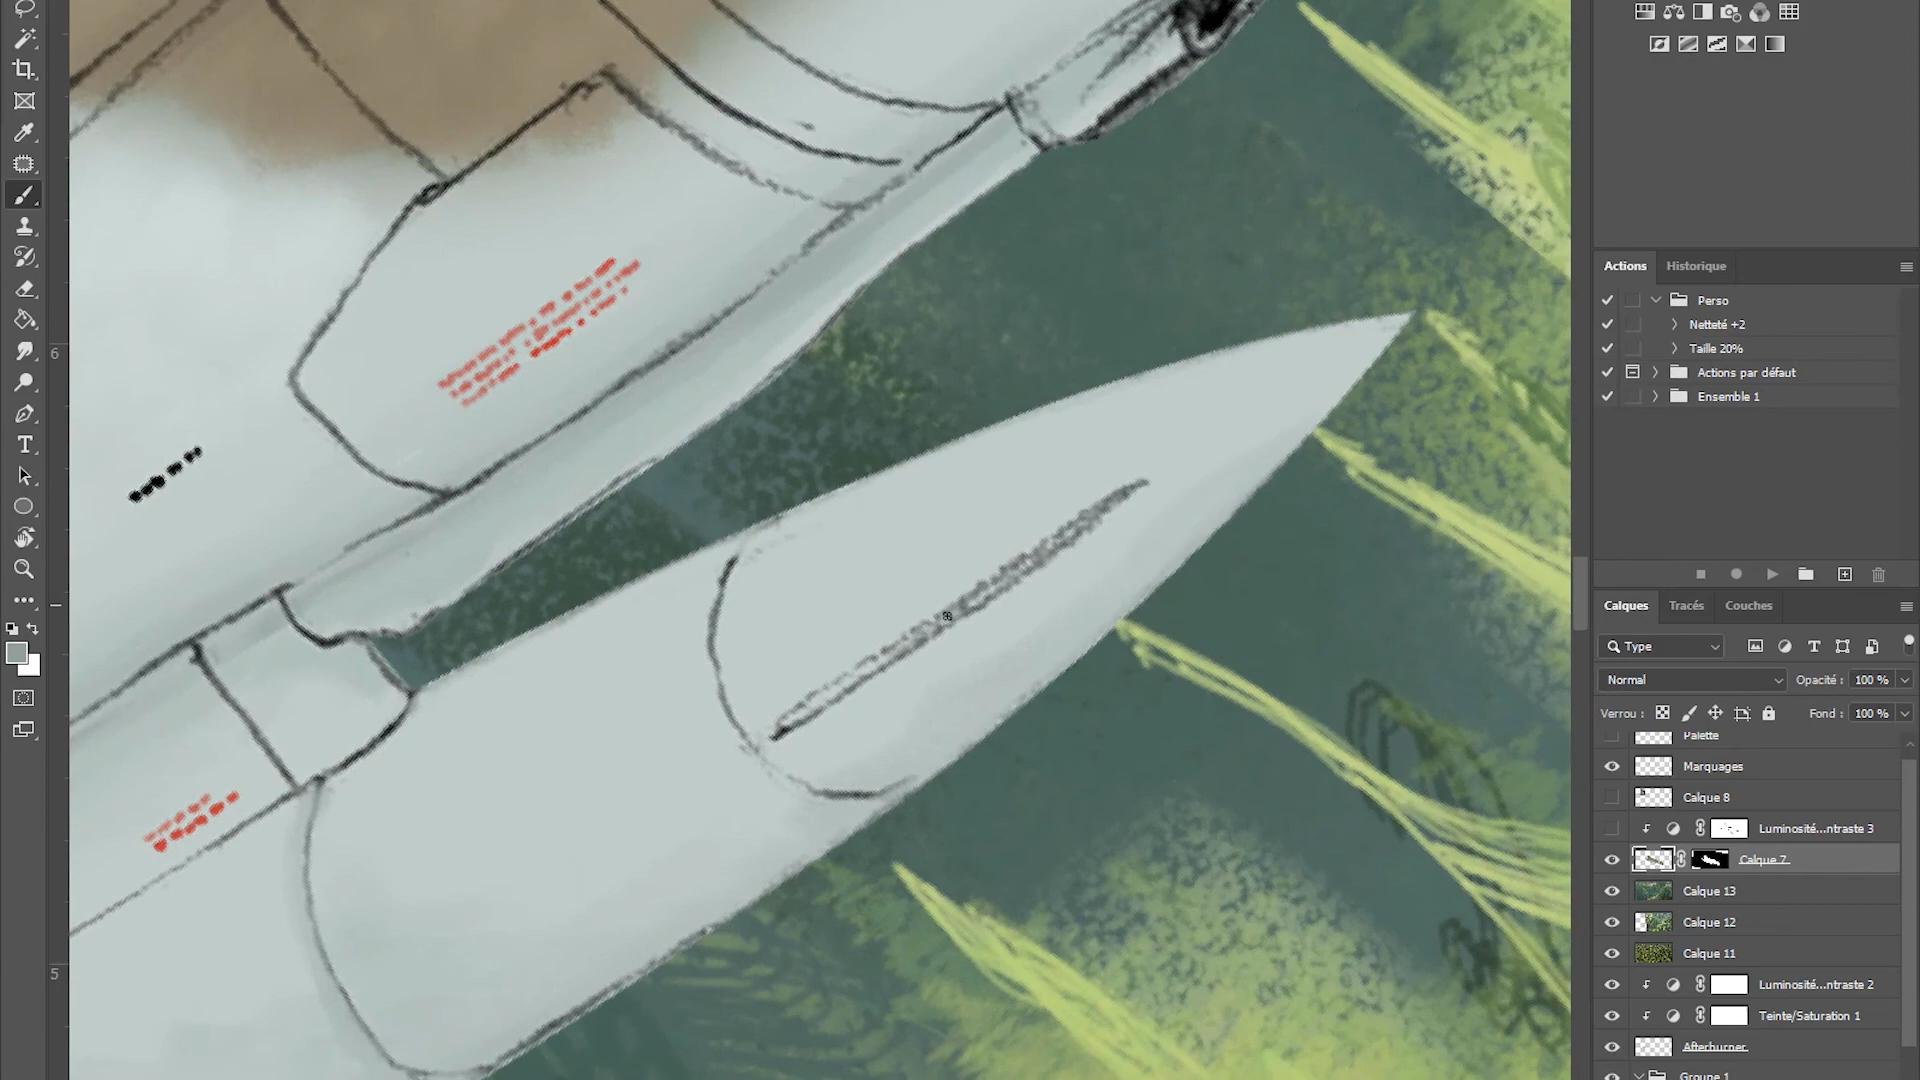 6
5
Actions Historique
Perso
Netteté +2
Taille 20%
Actions par défaut
Ensemble 1
Calques Tracés Couches
Type
Normal Opacité : 100 %
Verrou : Fond : 100 %
Palette
Marquages
Calque 8
Luminosité...ntraste 3
Calque 7
Calque 13
Calque 12
Calque 11
Luminosité...ntraste 2
Teinte/Saturation 1
Afterburner
Groupe 1